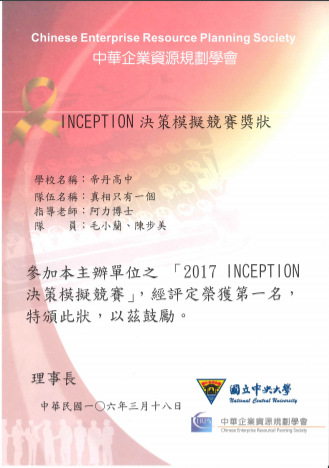 Chinese Enterprise Resource Planning Society
中華企業資源規劃學會
INCEPTION 決策模擬競賽獎狀
學校名稱：帝丹高中
隊伍名稱：真相只有一個
指導老師：阿力博士
隊　　員：毛小蘭、陳步美
參加本主辦單位之 「2017 INCEPTION
決策模擬競賽」，經評定榮獲第一名，
特頒此狀，以茲鼓勵。
理事長
國立中央大學
National Central University
中華民國一〇六年三月十八日
中華企業資源規劃學會
Chinese Enterprise Resource Planning Society